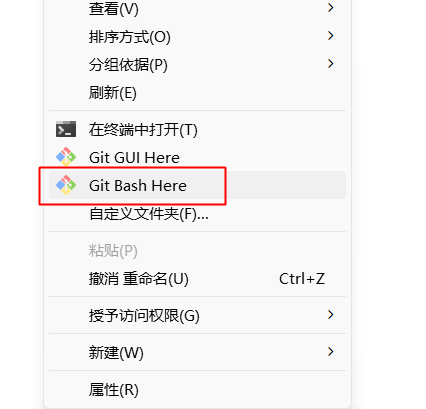 查看(V)
排序方式(O)
分组依据(P)
刷新(E)
在终端中打开(T)
Git GUI Here
Git Bash Here
自定义文件夹(F)...
粘贴(P)
撤消 重命名(U) Ctrl+Z
授予访问权限(G)
新建(W)
属性(R)